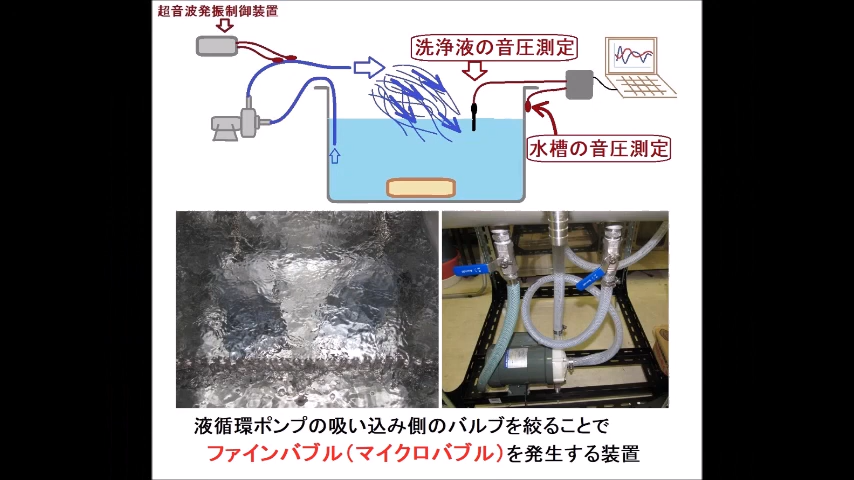 超音波発振制御装置
洗浄液の音圧測定
水槽の音圧測定
液循環ポンプの吸い込み側のバルブを絞ることで
ファインバブル(マイクロバブル)を発生する装置